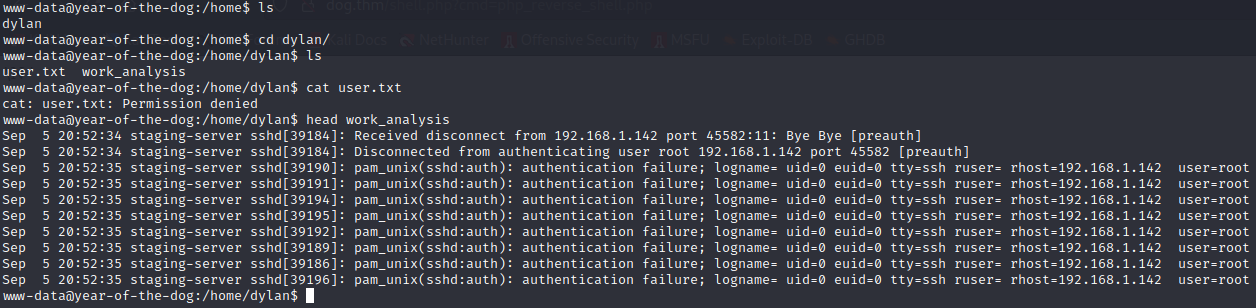 www-data@year-of-the-dog:/home$ ls
dylan
www-data@year-of-the-dog:/home$ cd dylan/
www-data@year-of-the-dog:/home/dylan$ ls
user.txt  work_analysis
www-data@year-of-the-dog:/home/dylan$ cat user.txt
cat: user.txt: Permission denied
www-data@year-of-the-dog:/home/dylan$ head work_analysis
Sep  5 20:52:34 staging-server sshd[39184]: Received disconnect from 192.168.1.142 port 45582:11: Bye Bye [preauth]
Sep  5 20:52:34 staging-server sshd[39184]: Disconnected from authenticating user root 192.168.1.142 port 45582 [preauth]
Sep  5 20:52:35 staging-server sshd[39190]: pam_unix(sshd:auth): authentication failure; logname= uid=0 euid=0 tty=ssh ruser= rhost=192.168.1.142  user=root
Sep  5 20:52:35 staging-server sshd[39191]: pam_unix(sshd:auth): authentication failure; logname= uid=0 euid=0 tty=ssh ruser= rhost=192.168.1.142  user=root
Sep  5 20:52:35 staging-server sshd[39194]: pam_unix(sshd:auth): authentication failure; logname= uid=0 euid=0 tty=ssh ruser= rhost=192.168.1.142  user=root
Sep  5 20:52:35 staging-server sshd[39195]: pam_unix(sshd:auth): authentication failure; logname= uid=0 euid=0 tty=ssh ruser= rhost=192.168.1.142  user=root
Sep  5 20:52:35 staging-server sshd[39192]: pam_unix(sshd:auth): authentication failure; logname= uid=0 euid=0 tty=ssh ruser= rhost=192.168.1.142  user=root
Sep  5 20:52:35 staging-server sshd[39189]: pam_unix(sshd:auth): authentication failure; logname= uid=0 euid=0 tty=ssh ruser= rhost=192.168.1.142  user=root
Sep  5 20:52:35 staging-server sshd[39186]: pam_unix(sshd:auth): authentication failure; logname= uid=0 euid=0 tty=ssh ruser= rhost=192.168.1.142  user=root
Sep  5 20:52:35 staging-server sshd[39196]: pam_unix(sshd:auth): authentication failure; logname= uid=0 euid=0 tty=ssh ruser= rhost=192.168.1.142  user=root
www-data@year-of-the-dog:/home/dylan$
Docs NetHunter Offensive Security MSFU Exploit-DB GHDB